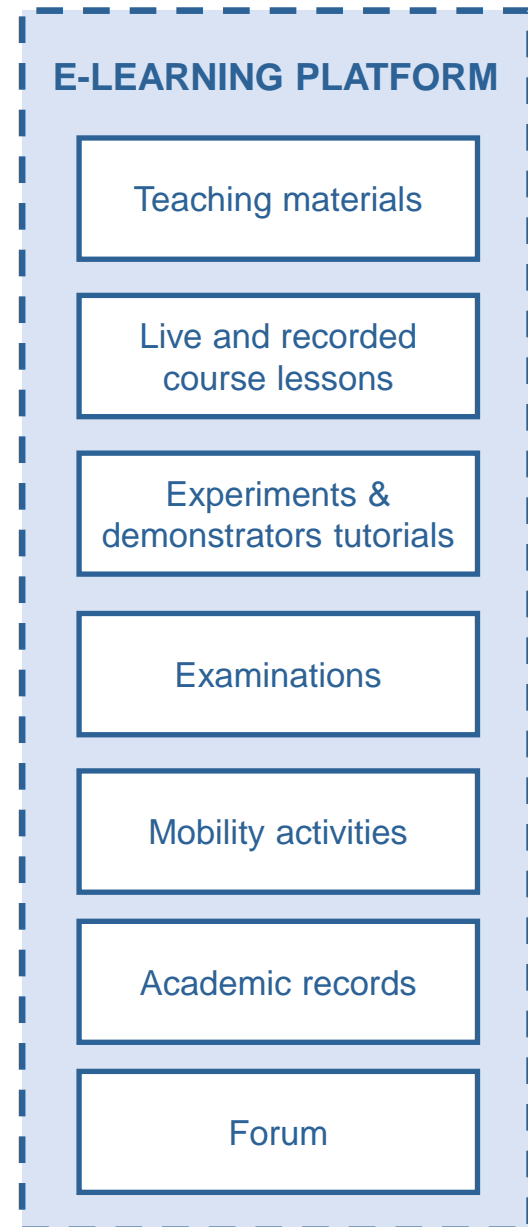 E-LEARNING PLATFORM
Teaching materials
Live and recorded
course lessons
Experiments &
demonstrators tutorials
Examinations
Mobility activities
Academic records
Forum